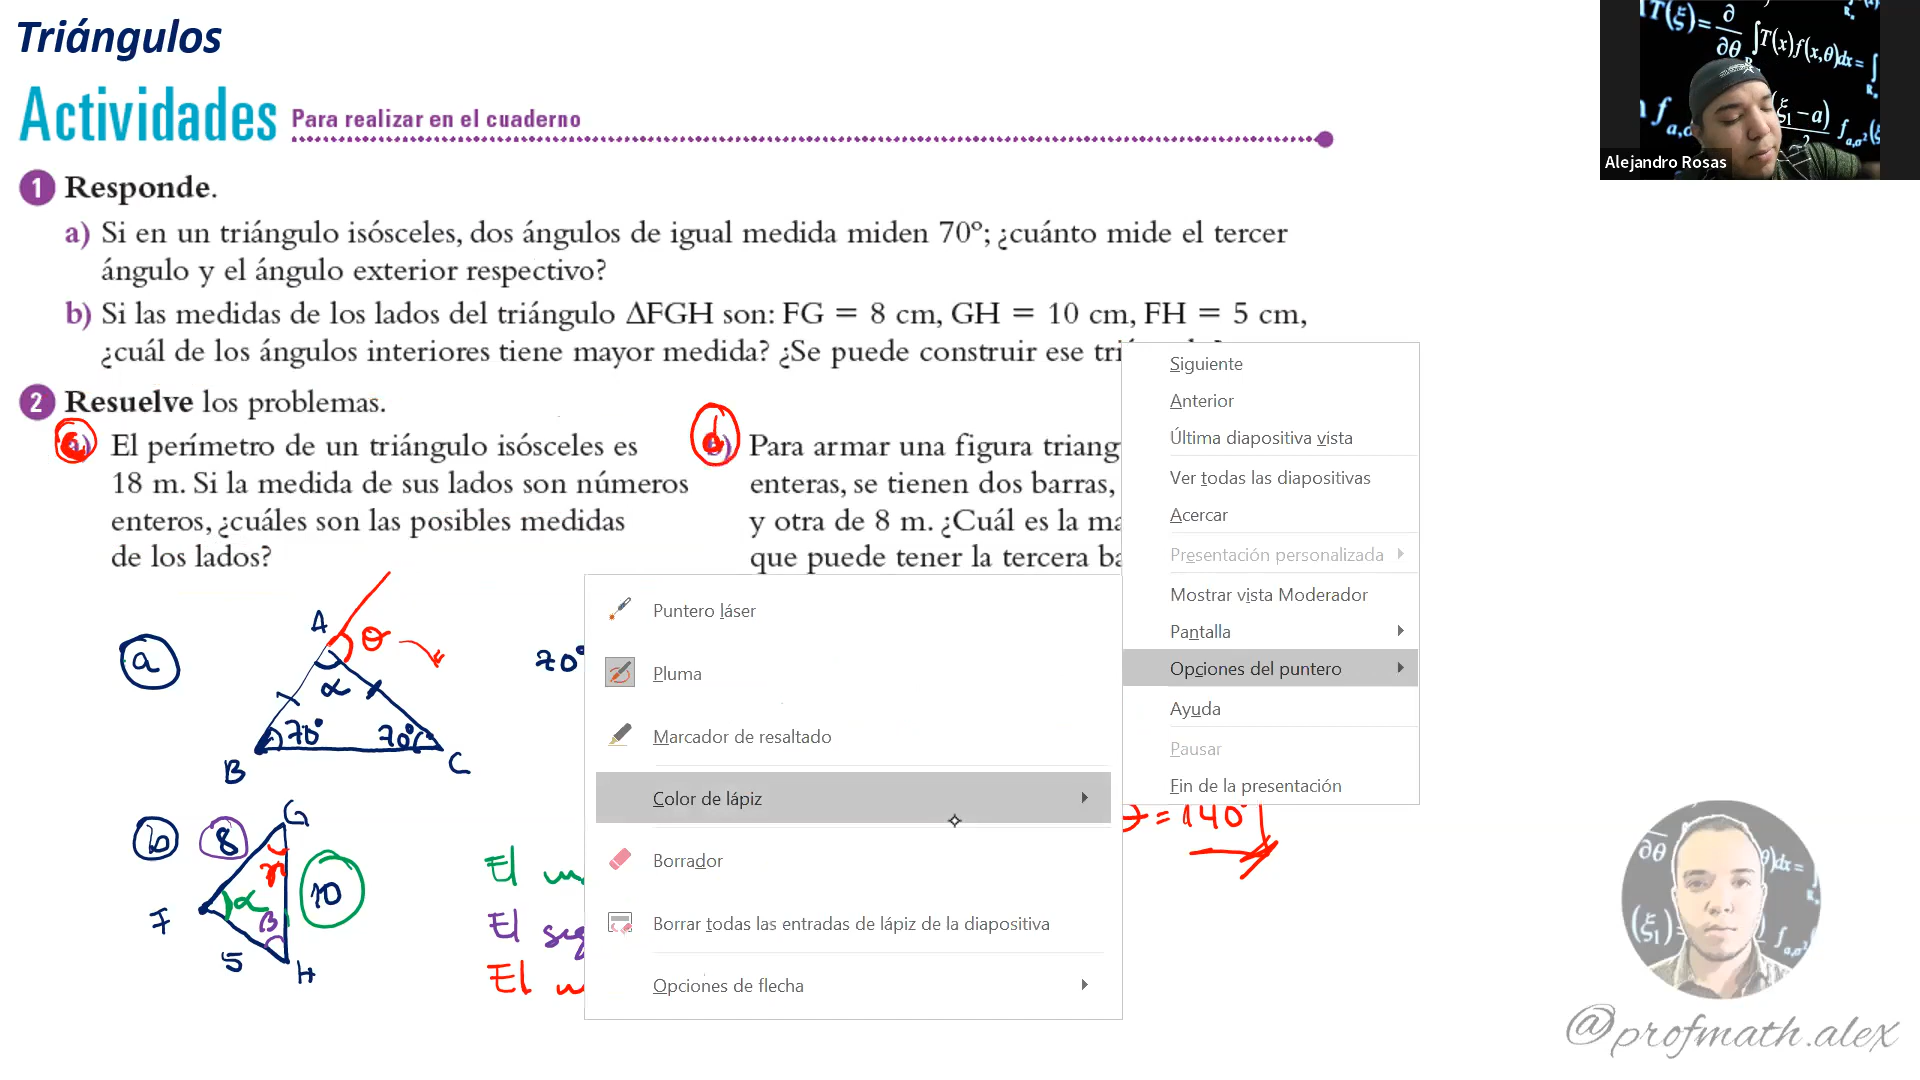 Triángulos
Actividades Para realizar en el cuaderno
1 Responde.
a) Si en un triángulo isósceles, dos ángulos de igual medida miden 70°; ¿cuánto mide el tercer
ángulo y el ángulo exterior respectivo?
b) Si las medidas de los lados del triángulo ΔFGH son: FG = 8 cm, GH = 10 cm, FH = 5 cm,
¿cuál de los ángulos interiores tiene mayor medida? ¿Se puede construir ese
2 Resuelve los problemas.
c El perímetro de un triángulo isósceles es
18 m. Si la medida de sus lados son números
enteros, ¿cuáles son las posibles medidas
de los lados?
d Para armar una figura
enteras, se tienen dos barras,
y otra de 8 m. ¿Cuál es la
que puede tener la tercera
a
A
θ
α
70°
70°
B
C
70°
θ = 140°
b
8
G
10
α
β
F
5
H
El
El
El
Siguiente
Anterior
Última diapositiva vista
Ver todas las diapositivas
Acercar
Presentación personalizada
Mostrar vista Moderador
Pantalla
Opciones del puntero
Ayuda
Pausar
Fin de la presentación
Puntero láser
Pluma
Marcador de resaltado
Color de lápiz
Borrador
Borrar todas las entradas de lápiz de la diapositiva
Opciones de flecha
Alejandro Rosas
@profmath.alex